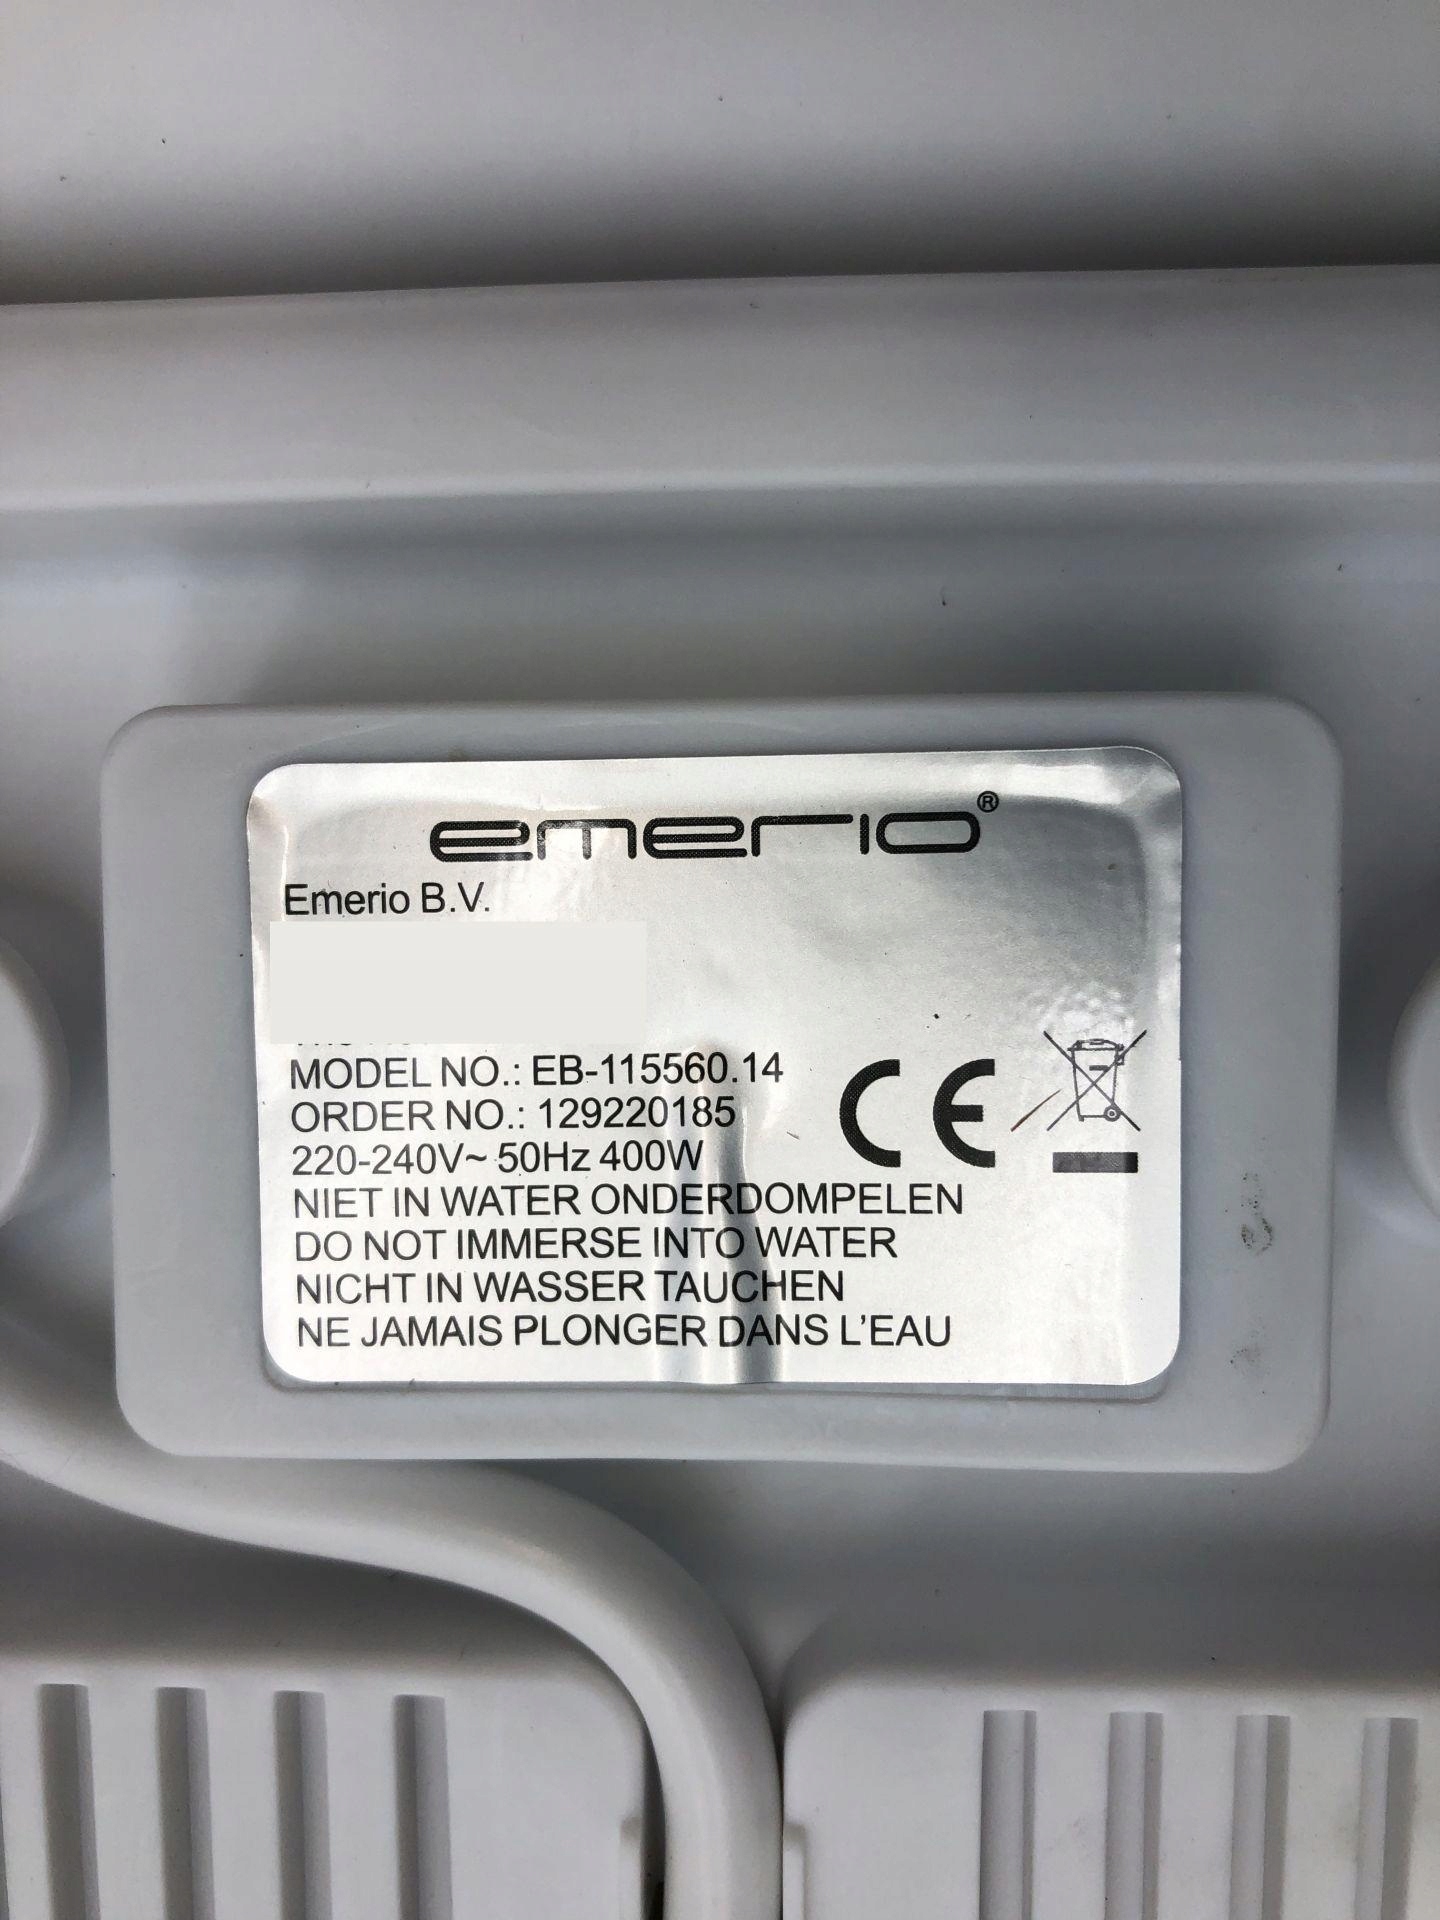 emerio®
Emerio B.V.
MODEL NO.: EB-115560.14
ORDER NO.: 129220185
220-240V~ 50Hz 400W
NIET IN WATER ONDERDOMPELEN
DO NOT IMMERSE INTO WATER
NICHT IN WASSER TAUCHEN
NE JAMAIS PLONGER DANS L'EAU
CE